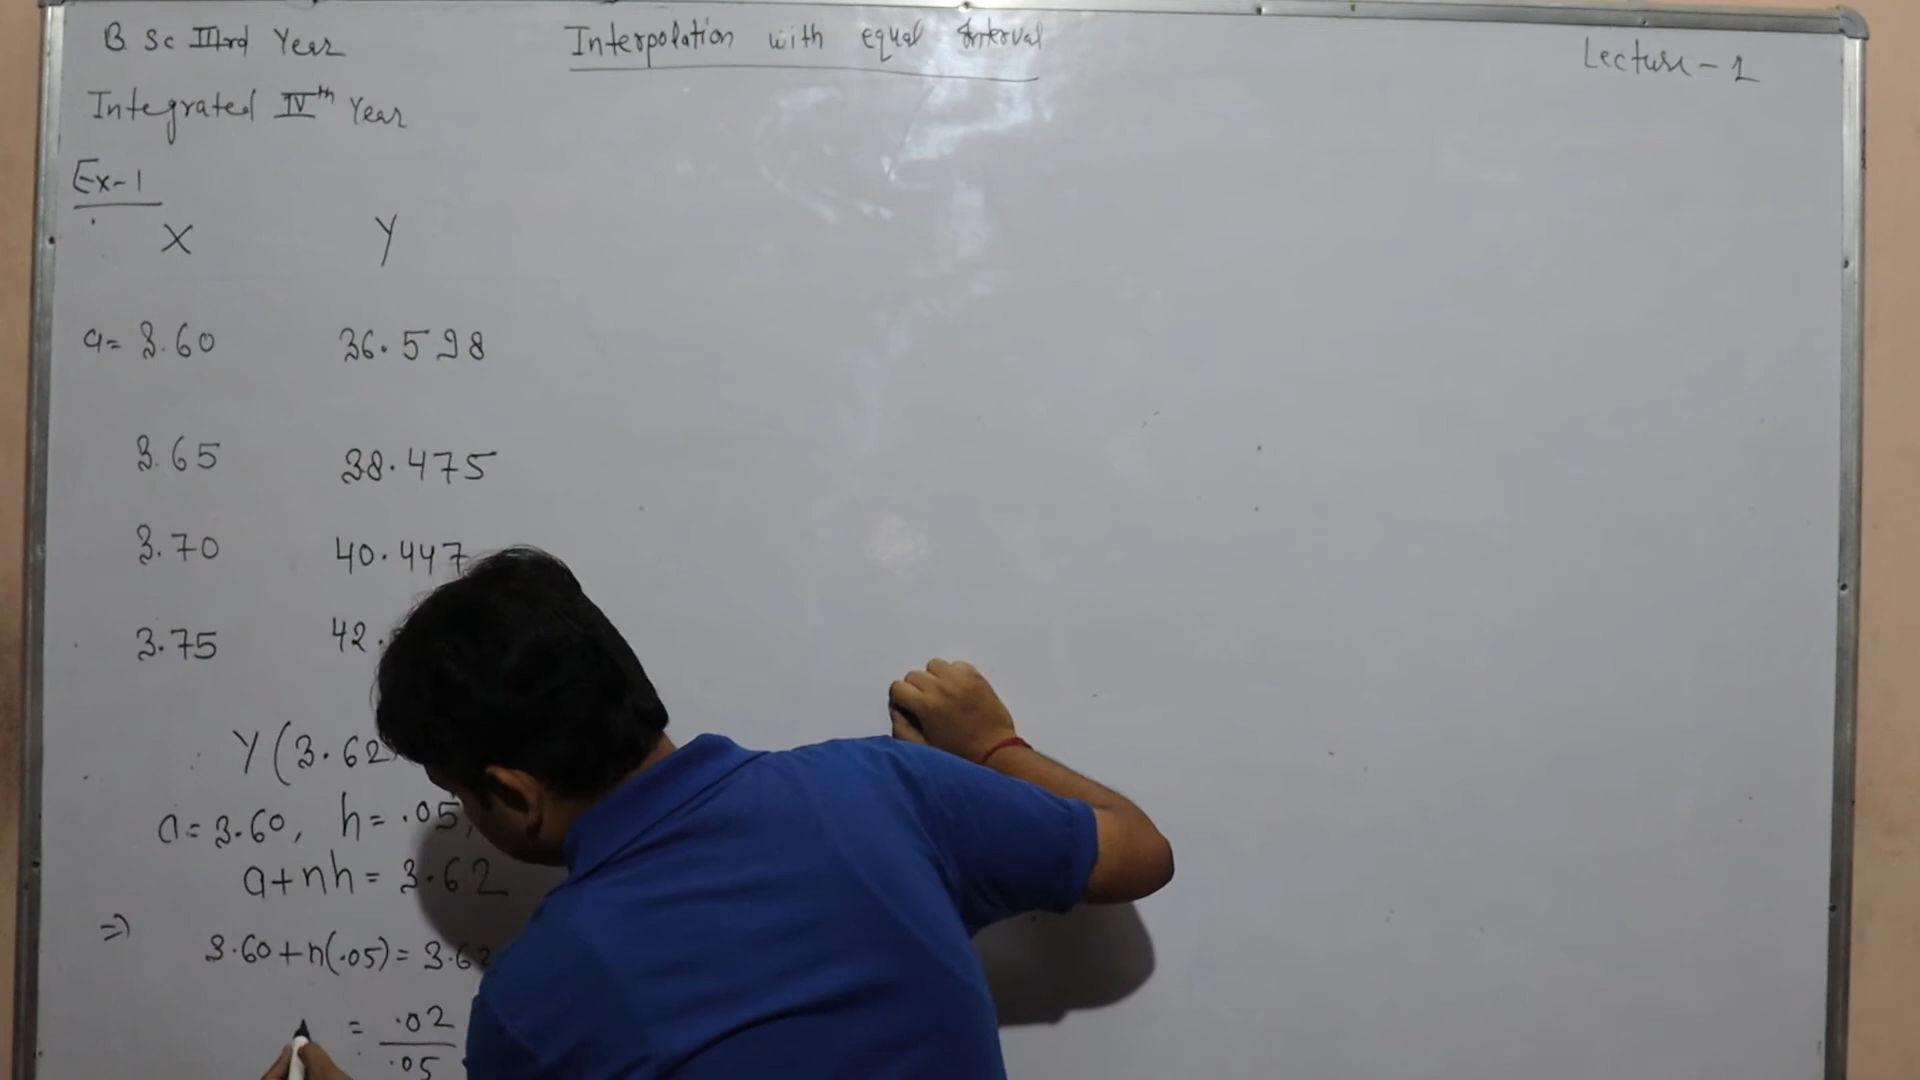 B Sc IIIrd Year
Interpolation with equal Interval
Lecture-1
Integrated IVth Year
Ex-1
X Y
a= 3.60 36.598
3.65 38.475
3.70 40.447
3.75 42.
Y(3.62
a=3.60, h=.05,
a+nh=3.62
⇒ 3.60+n(.05)=3.62
= .02
.05